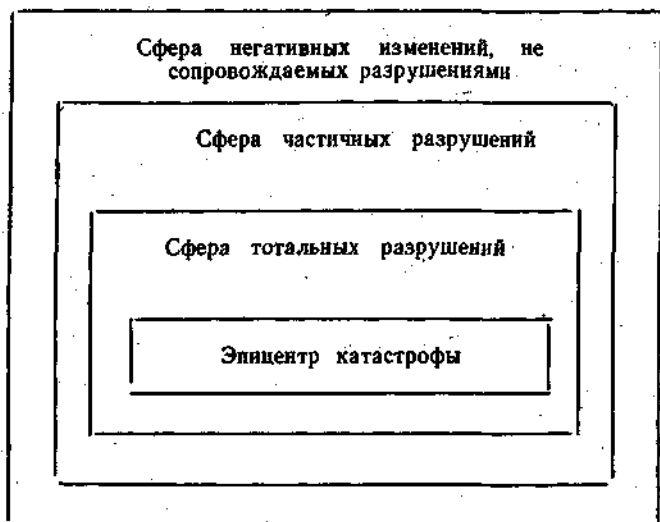 Сфера негативных изменений, не
сопровождаемых разрушениями
Сфера частичных разрушений
Сфера тотальных разрушений
Эпицентр катастрофы